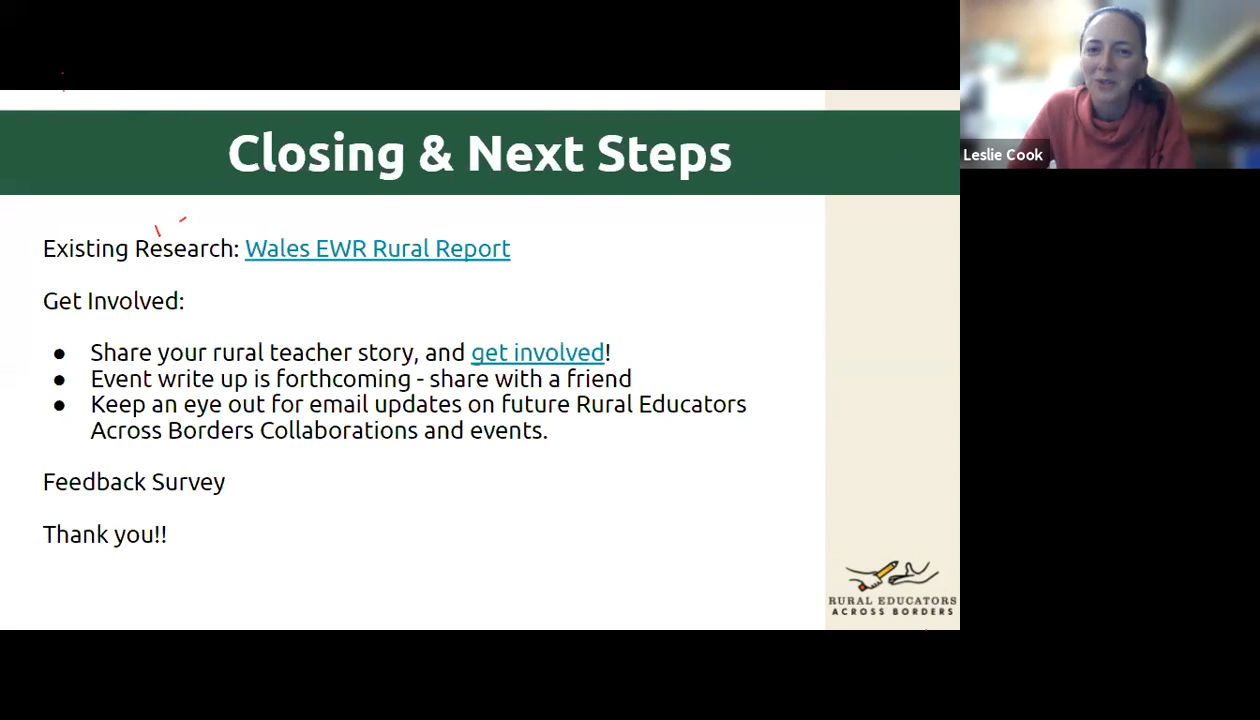 Closing & Next Steps
Leslie Cook
Existing Research: Wales EWR Rural Report
Get Involved:
● Share your rural teacher story, and get involved!
● Event write up is forthcoming - share with a friend
● Keep an eye out for email updates on future Rural Educators
Across Borders Collaborations and events.
Feedback Survey
Thank you!!
RURAL EDUCATORS
ACROSS BORDERS